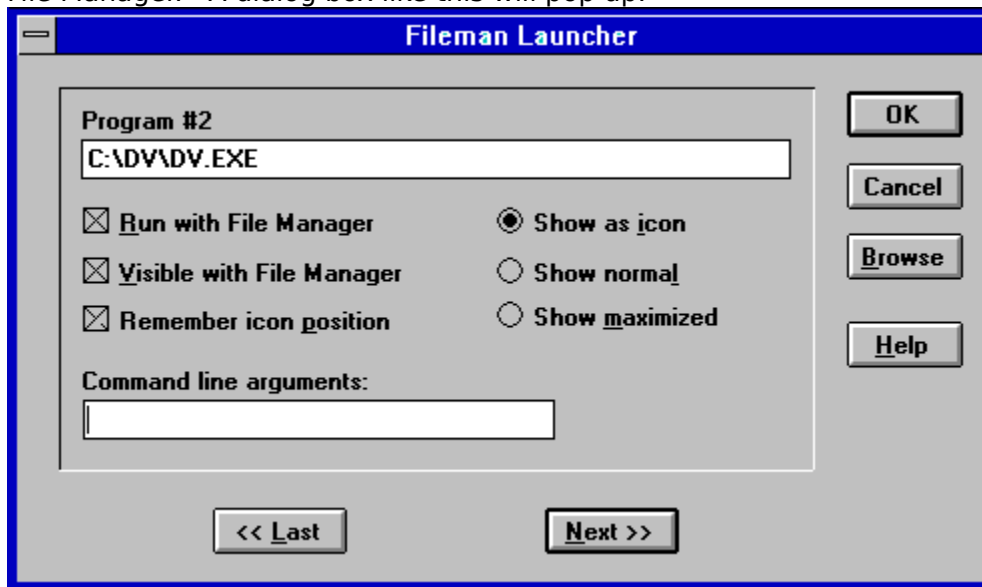 File Manager. A dialog box like this will pop up:
Fileman Launcher
Program #2
C:\DV\DV.EXE
Run with File Manager
Visible with File Manager
Remember icon position
Show as icon
Show normal
Show maximized
Command line arguments:
<< Last
Next >>
OK
Cancel
Browse
Help